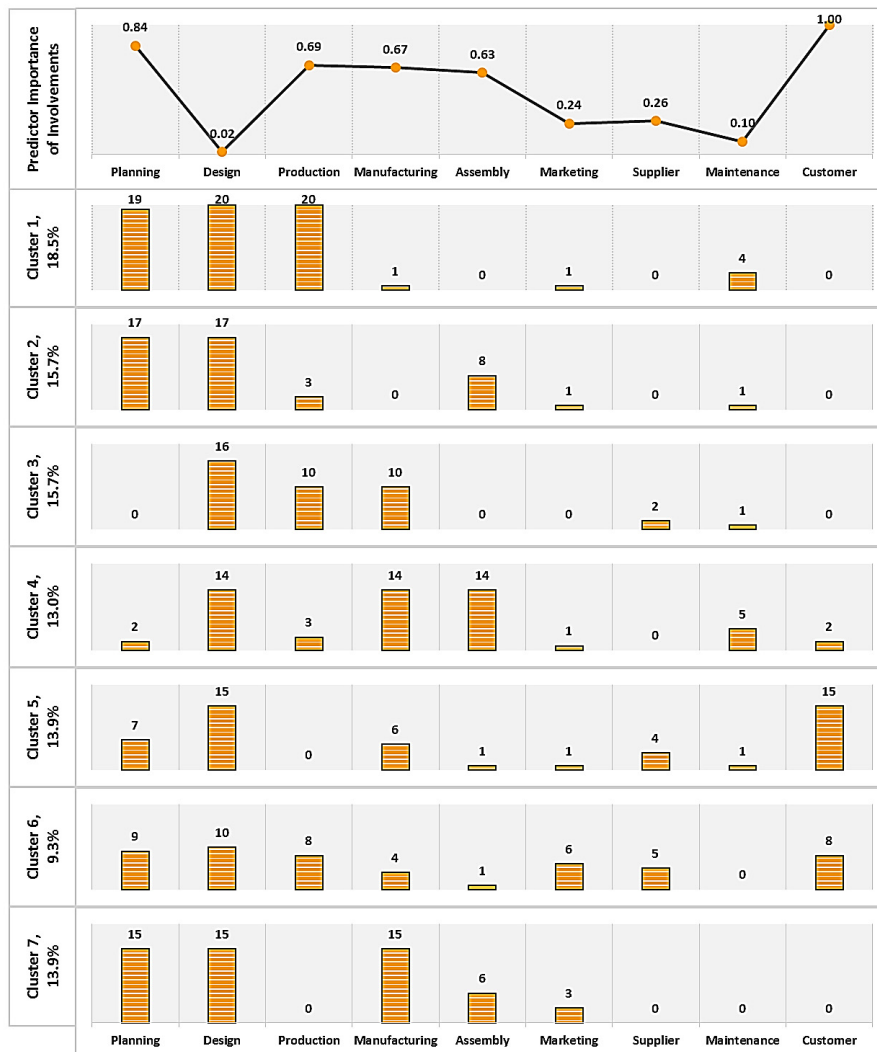 Predictor Importance
of Involvements
0.84
0.02
0.69
0.67
0.63
0.24
0.26
0.10
1.00
Planning Design Production Manufacturing Assembly Marketing Supplier Maintenance Customer
Cluster 1,
18.5%
19 20 20 1 0 1 0 4 0
Cluster 2,
15.7%
17 17 3 0 8 1 0 1 0
Cluster 3,
15.7%
0 16 10 10 0 0 2 1 0
Cluster 4,
13.0%
2 14 3 14 14 1 0 5 2
Cluster 5,
13.9%
7 15 0 6 1 1 4 1 15
Cluster 6,
9.3%
9 10 8 4 1 6 5 0 8
Cluster 7,
13.9%
15 15 0 15 6 3 0 0 0
Planning Design Production Manufacturing Assembly Marketing Supplier Maintenance Customer